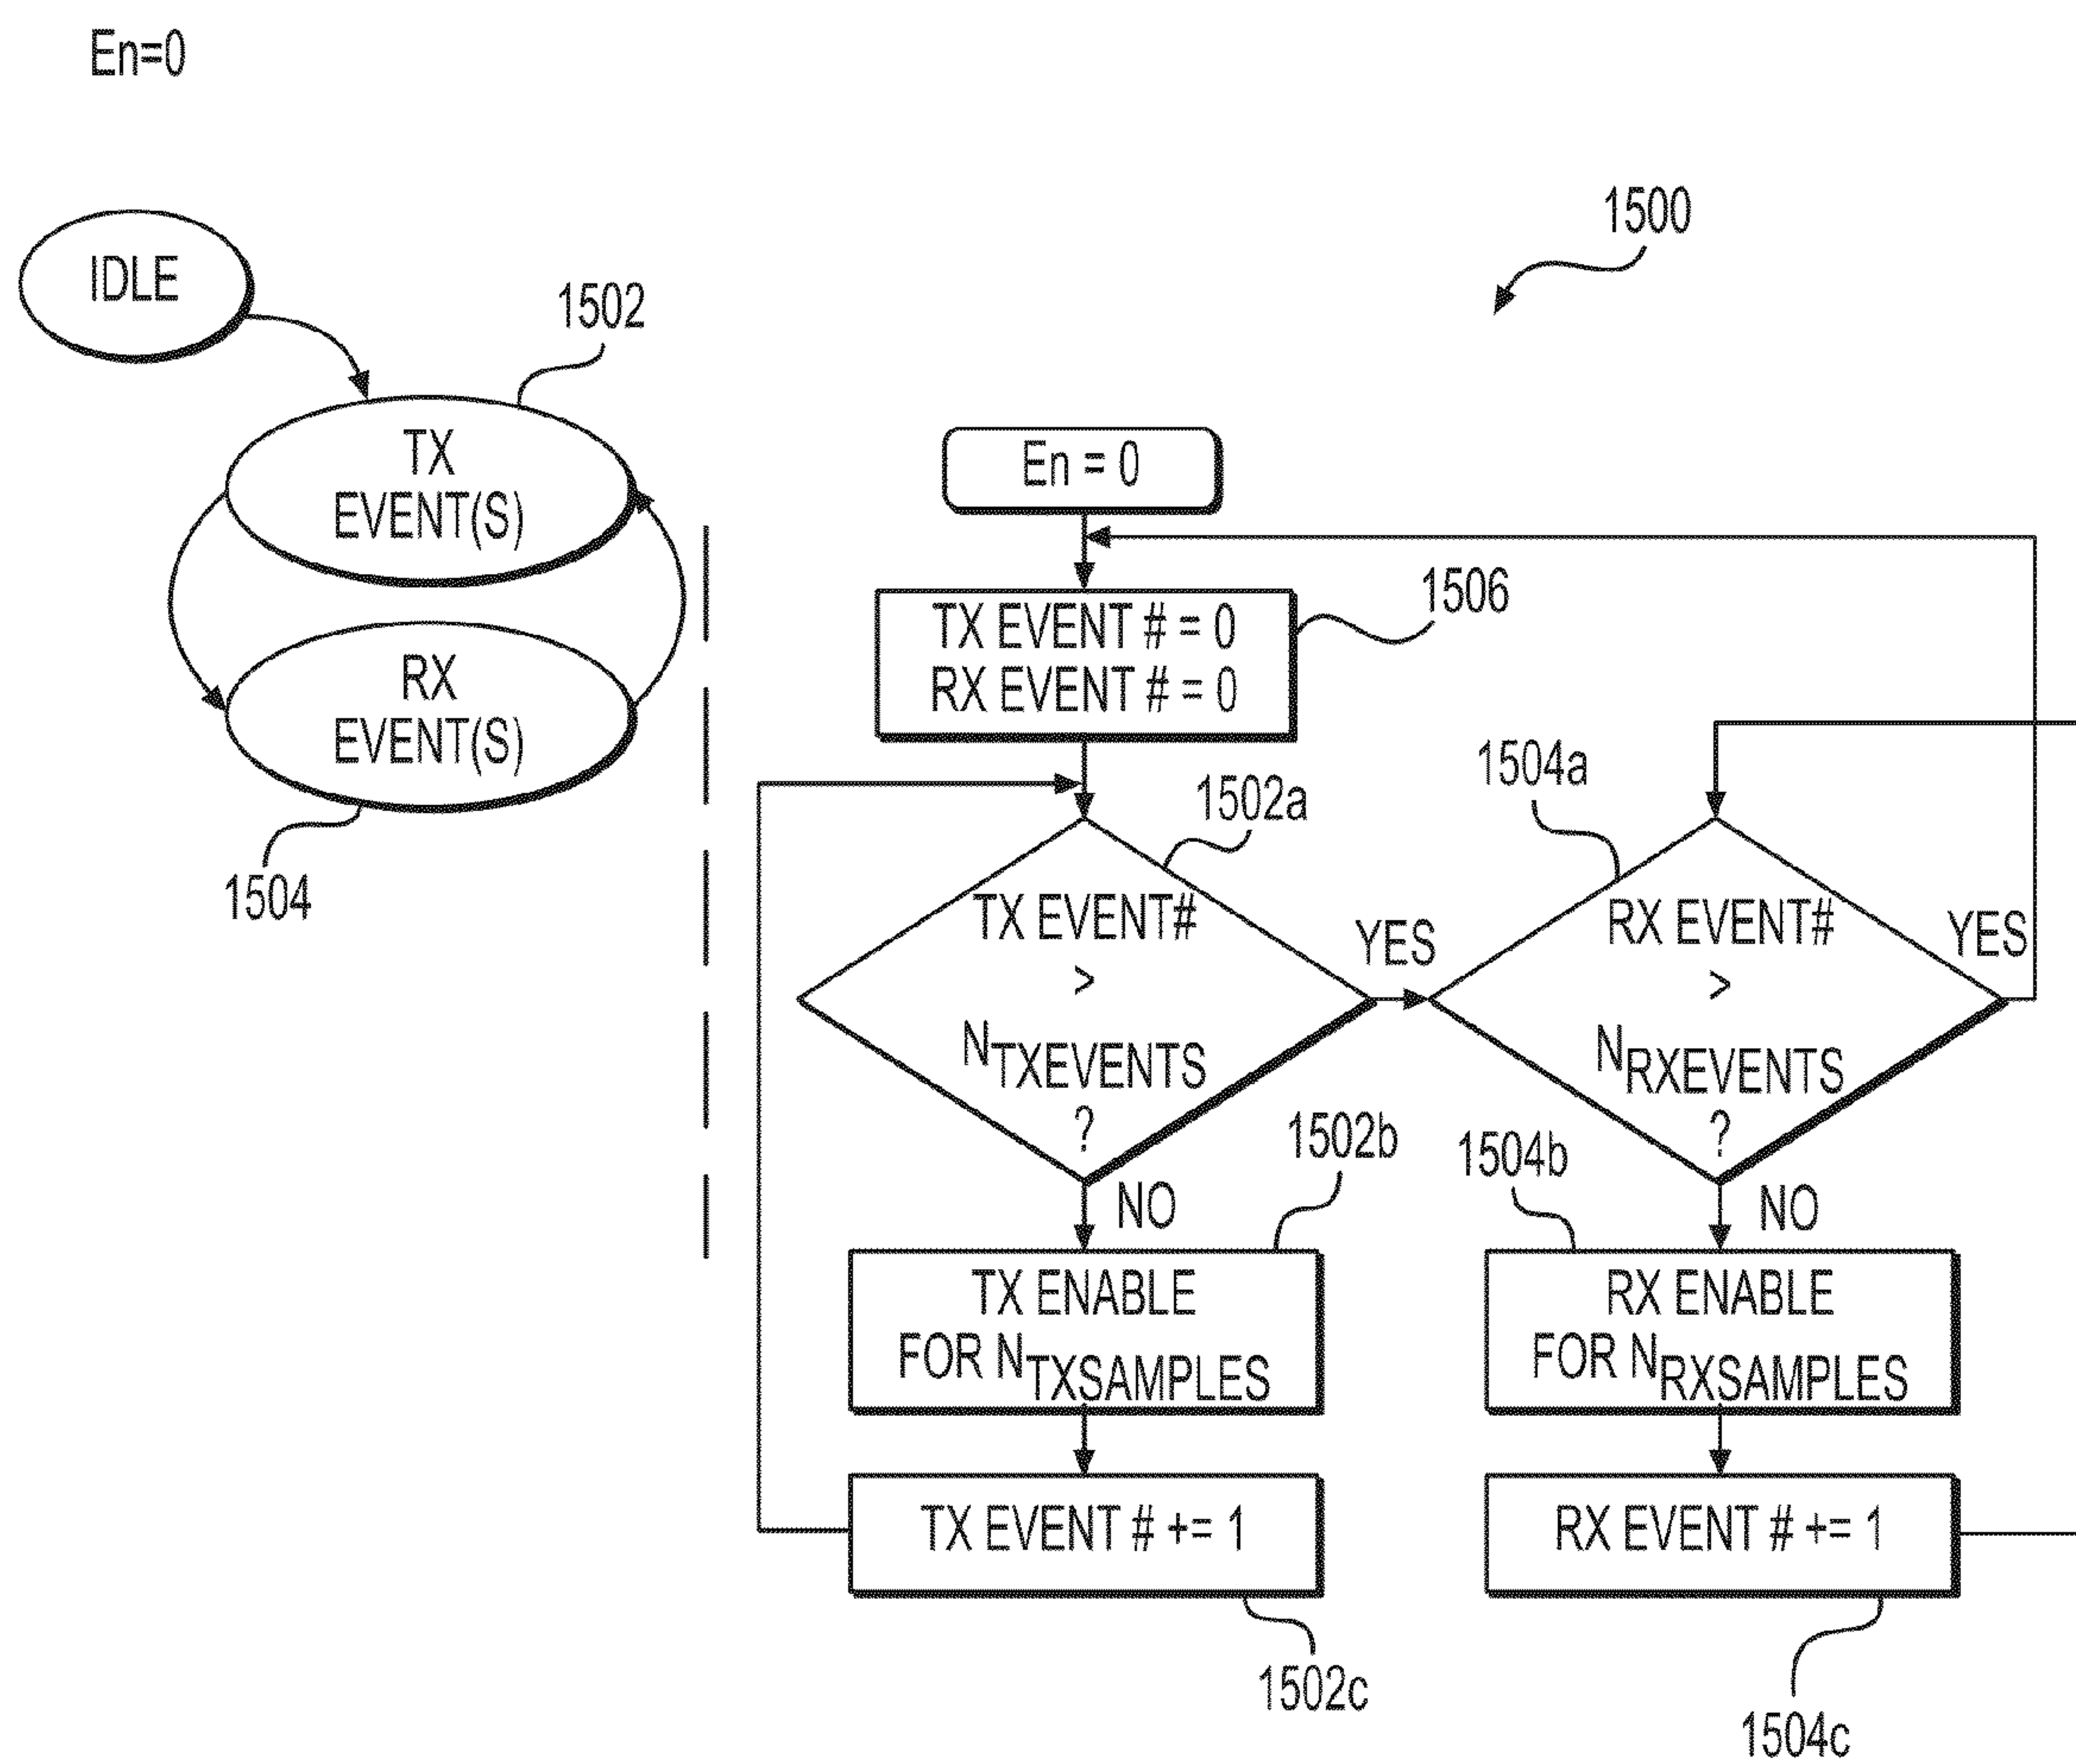 En=0
IDLE
1502
TX
EVENT(S)
RX
EVENT(S)
1504
1500
En = 0
1506
TX EVENT # = 0
RX EVENT # = 0
1502a
TX EVENT#
>
NTXEVENTS
?
YES
NO
1502b
TX ENABLE
FOR NTXSAMPLES
TX EVENT # += 1
1502c
1504a
RX EVENT#
>
NRXEVENTS
?
YES
NO
1504b
RX ENABLE
FOR NRXSAMPLES
RX EVENT # += 1
1504c